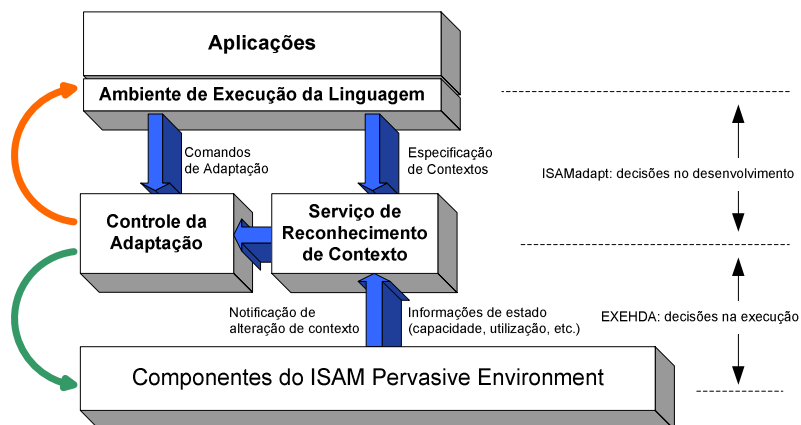 Aplicações
Ambiente de Execução da Linguagem
Comandos
de Adaptação
Especificação
de Contextos
ISAMadapt: decisões no desenvolvimento
Controle da
Adaptação
Serviço de
Reconhecimento
de Contexto
Notificação de
alteração de contexto
Informações de estado
(capacidade, utilização, etc.)
EXEHDA: decisões na execução
Componentes do ISAM Pervasive Environment